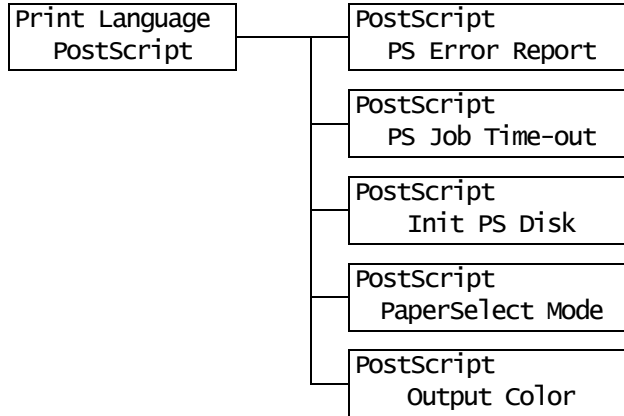 Print Language
PostScript
PostScript
PS Error Report
PostScript
PS Job Time-out
PostScript
Init PS Disk
PostScript
PaperSelect Mode
PostScript
Output Color